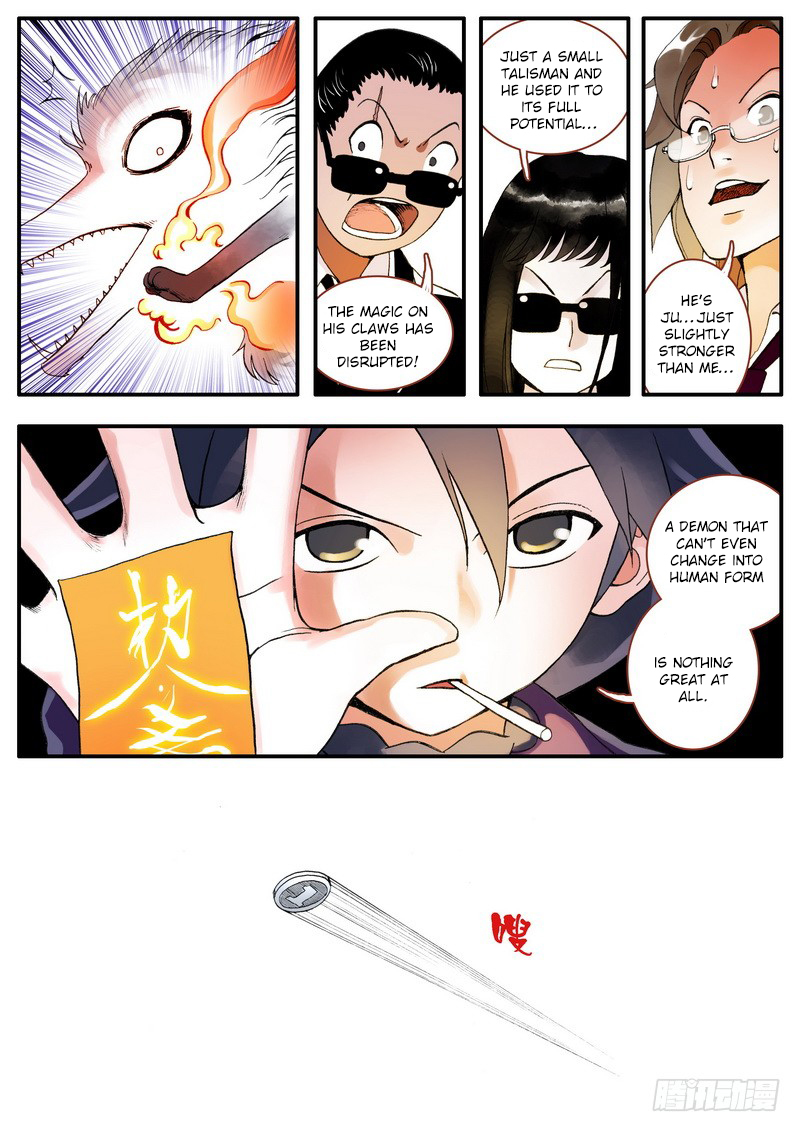 THE MAGIC ON
HIS CLAWS HAS
BEEN
DISRUPTED!
JUST A SMALL
TALISMAN AND
HE USED IT TO
ITS FULL
POTENTIAL...
HE'S
JU...JUST
SLIGHTLY
STRONGER
THAN ME...
A DEMON THAT
CAN'T EVEN
CHANGE INTO
HUMAN FORM
IS NOTHING
GREAT AT
ALL.
1
嗖
腾讯动漫